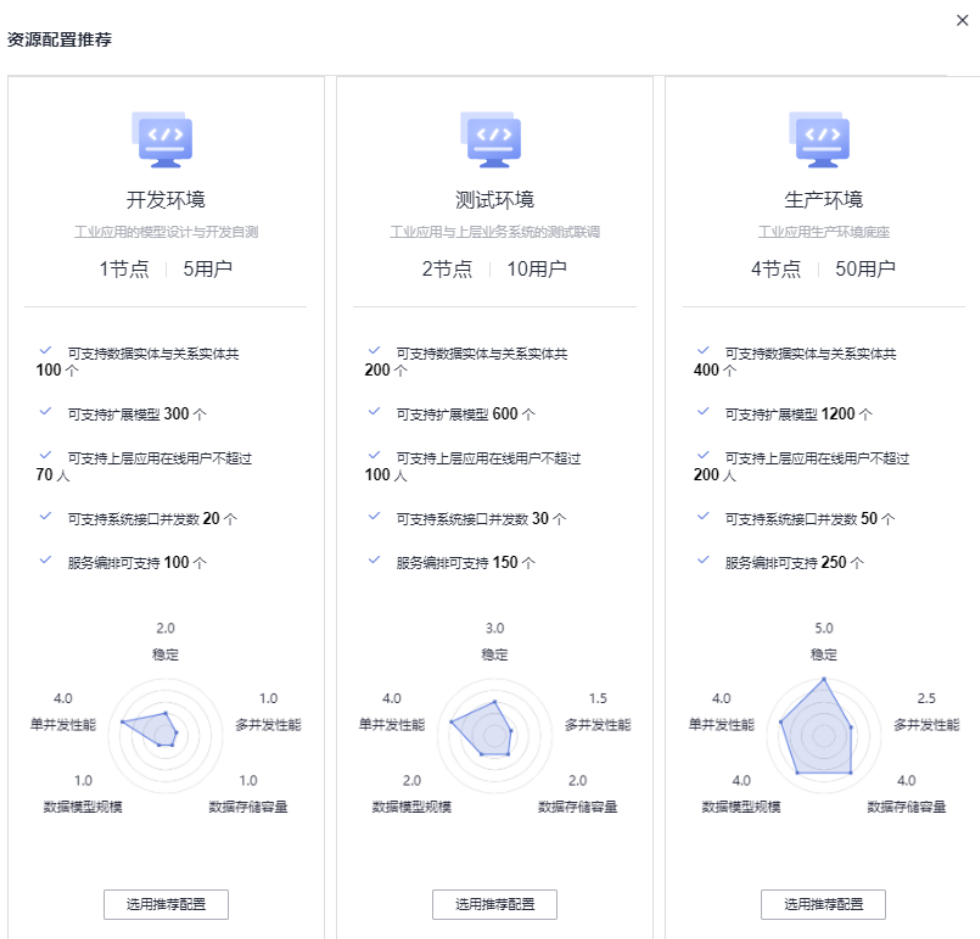 资源配置推荐
开发环境
工业应用的模型设计与开发自测
1节点 | 5用户
可支持数据实体与关系实体共
100 个
可支持扩展模型 300 个
可支持上层应用在线用户不超过
70 人
可支持系统接口并发数 20 个
服务编排可支持 100 个
2.0
稳定
4.0
单并发性能
1.0
多并发性能
1.0
数据模型规模
1.0
数据存储容量
选用推荐配置
测试环境
工业应用与上层业务系统的测试联调
2节点 | 10用户
可支持数据实体与关系实体共
200 个
可支持扩展模型 600 个
可支持上层应用在线用户不超过
100 人
可支持系统接口并发数 30 个
服务编排可支持 150 个
3.0
稳定
4.0
单并发性能
1.5
多并发性能
2.0
数据模型规模
2.0
数据存储容量
选用推荐配置
生产环境
工业应用生产环境底座
4节点 | 50用户
可支持数据实体与关系实体共
400 个
可支持扩展模型 1200 个
可支持上层应用在线用户不超过
200 人
可支持系统接口并发数 50 个
服务编排可支持 250 个
5.0
稳定
4.0
单并发性能
2.5
多并发性能
4.0
数据模型规模
4.0
数据存储容量
选用推荐配置